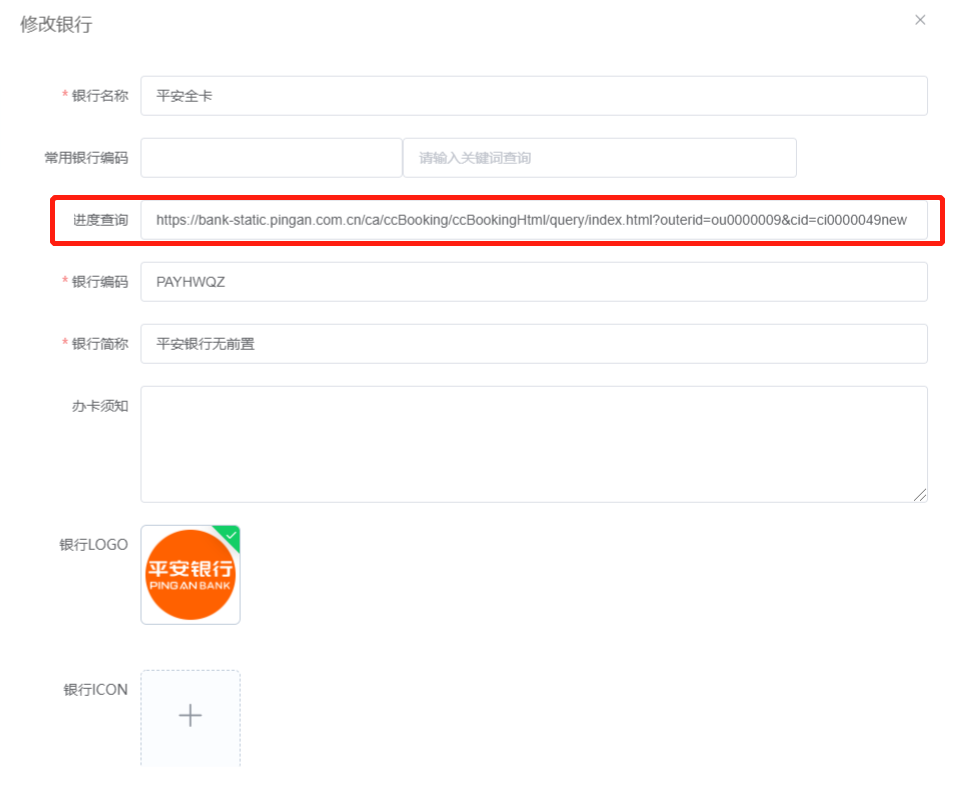 修改银行
* 银行名称 平安全卡
常用银行编码 请输入关键词查询
进度查询 https://bank-static.pingan.com.cn/ca/ccBooking/ccBookingHtml/query/index.html?outerid=ou0000009&cid=ci0000049new
* 银行编码 PAYHWQZ
* 银行简称 平安银行无前置
办卡须知
银行LOGO
平安银行
PING AN BANK
银行ICON